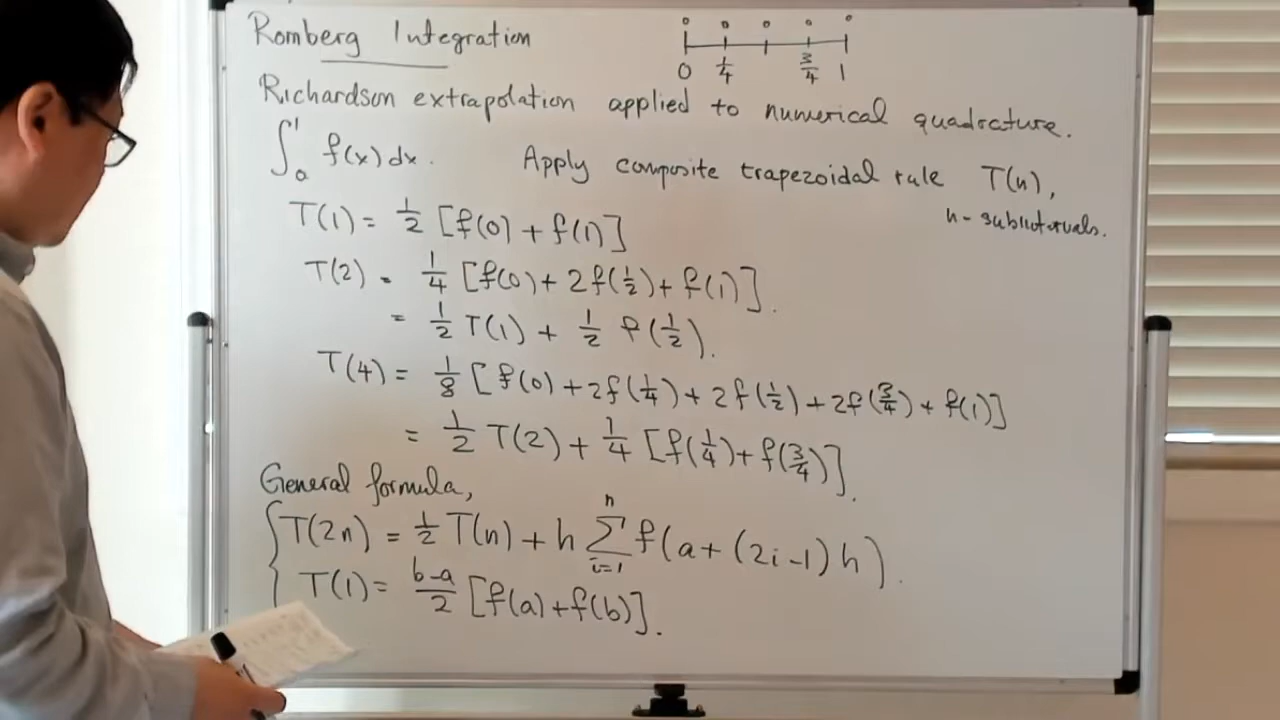 Romberg Integration
0 1/4 3/4 1
Richardson extrapolation applied to numerical quadrature.
∫₀¹ f(x) dx. Apply composite trapezoidal rule T(n),
n - subintervals.
T(1) = 1/2 [f(0) + f(1)]
T(2) = 1/4 [f(0) + 2f(1/2) + f(1)].
= 1/2 T(1) + 1/2 f(1/2).
T(4) = 1/8 [f(0) + 2f(1/4) + 2f(1/2) + 2f(3/4) + f(1)]
= 1/2 T(2) + 1/4 [f(1/4) + f(3/4)].
General formula,
{ T(2n) = 1/2 T(n) + h ∑_{i=1}^{n} f(a + (2i-1)h).
T(1) = (b-a)/2 [f(a) + f(b)].